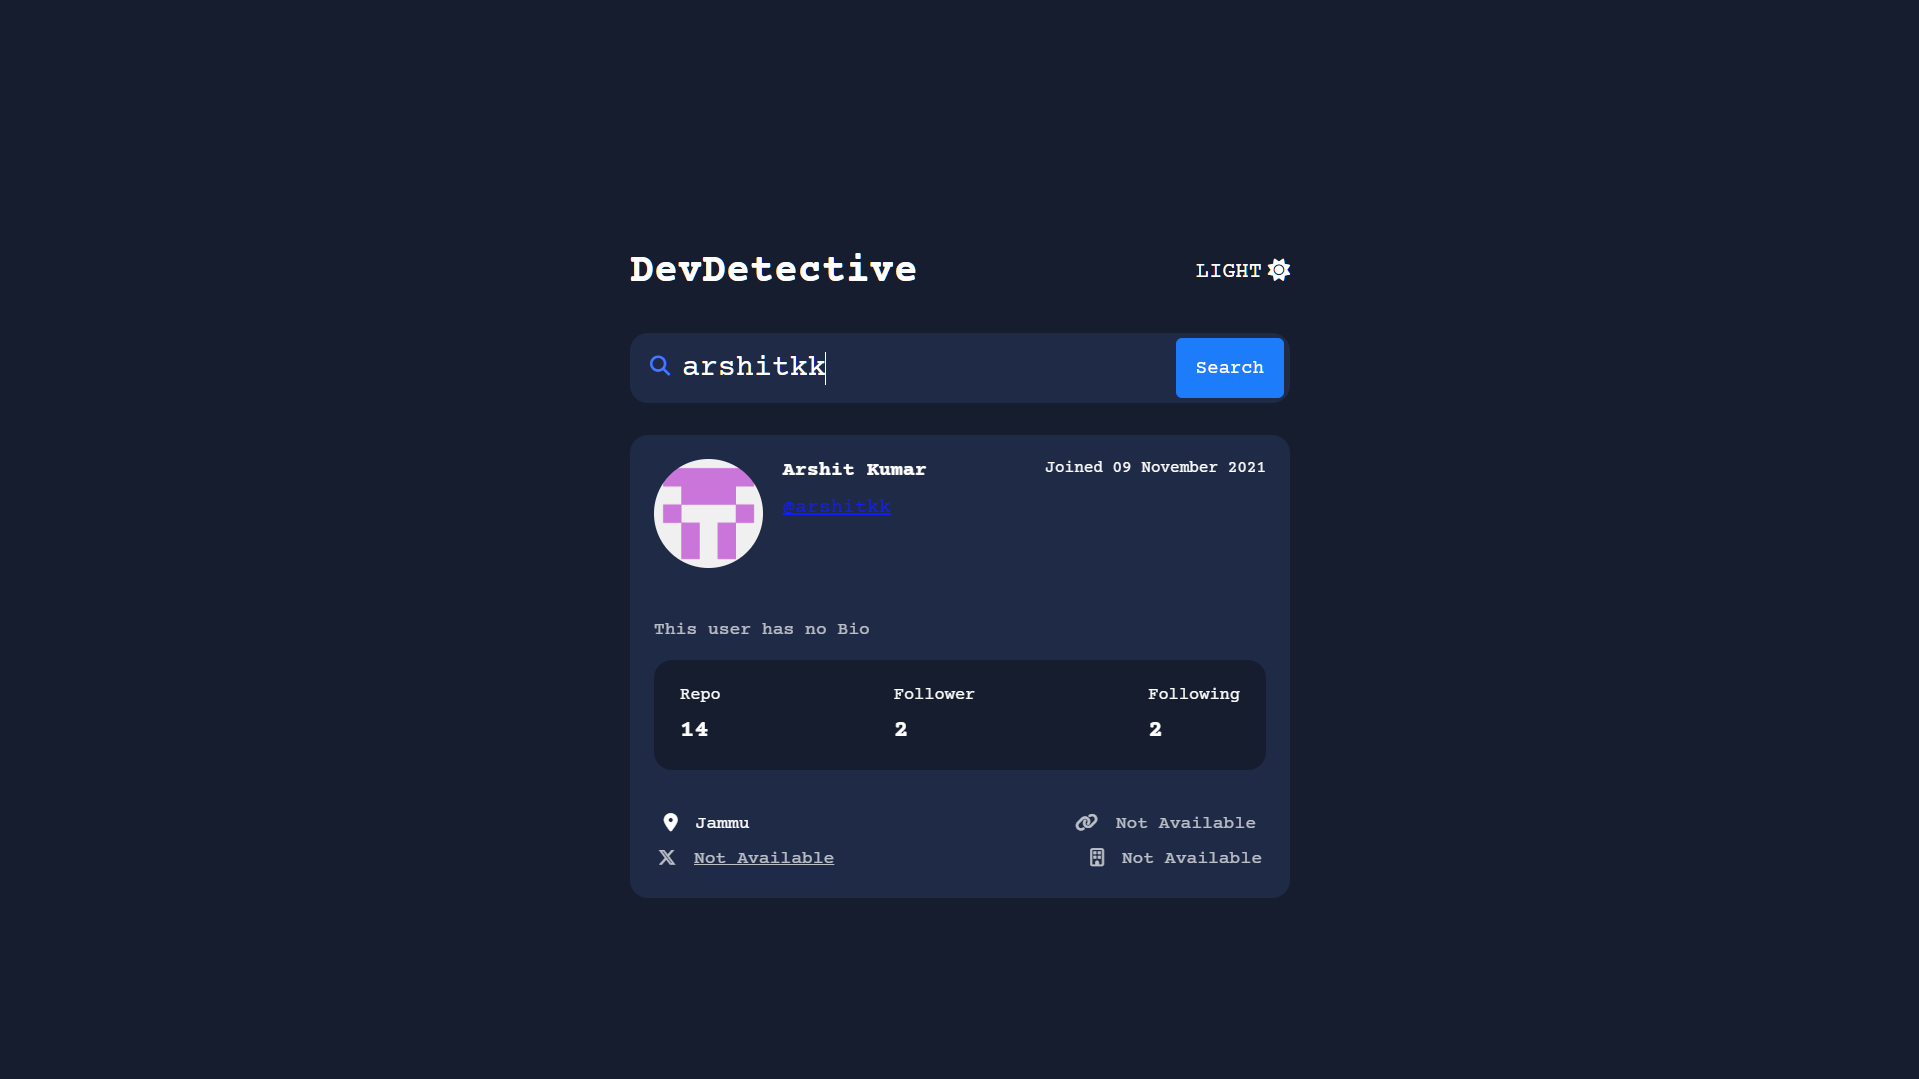 DevDetective
LIGHT
arshitkk
Search
Arshit Kumar
Joined 09 November 2021
@arshitkk
This user has no Bio
Repo
Follower
Following
14
2
2
Jammu
Not Available
Not Available
Not Available